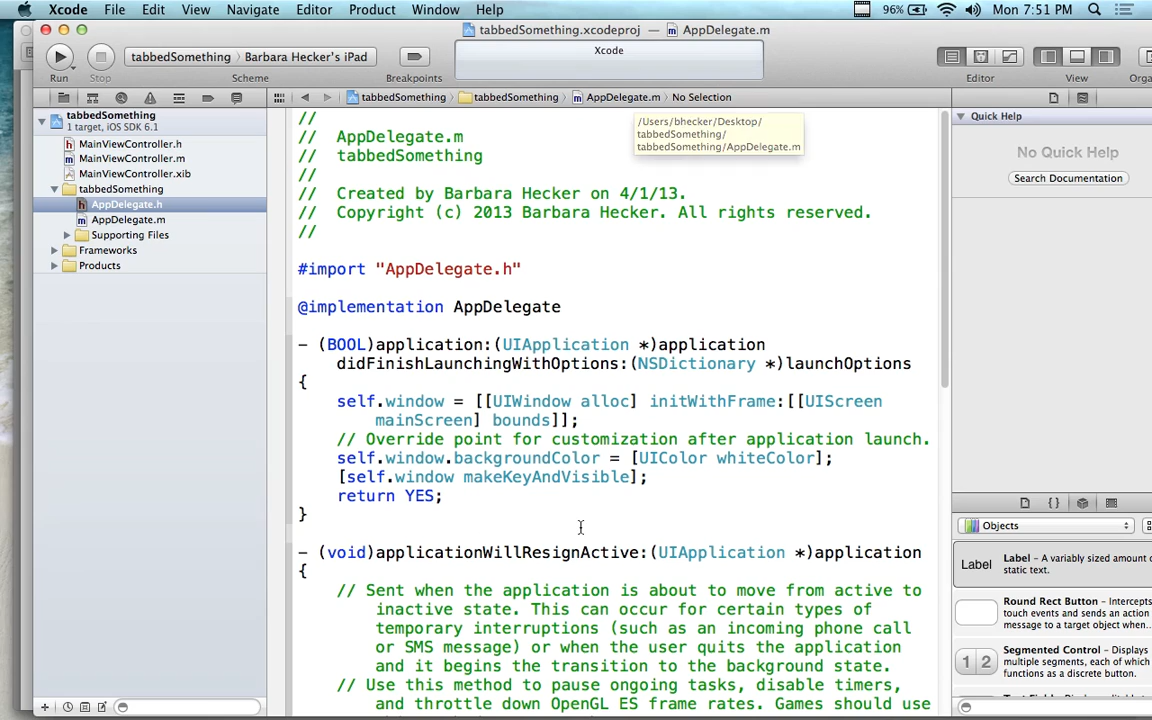 Xcode File Edit View Navigate Editor Product Window Help 96% Mon 7:51 PM
tabbedSomething.xcodeproj — AppDelegate.m
tabbedSomething Barbara Hecker's iPad
Xcode
Run Stop Scheme Breakpoints Editor View
tabbedSomething tabbedSomething AppDelegate.m No Selection
/Users/bhecker/Desktop/
tabbedSomething/
tabbedSomething/AppDelegate.m
tabbedSomething
1 target, iOS SDK 6.1
MainViewController.h
MainViewController.m
MainViewController.xib
tabbedSomething
AppDelegate.h
AppDelegate.m
Supporting Files
Frameworks
Products
//
// AppDelegate.m
// tabbedSomething
//
// Created by Barbara Hecker on 4/1/13.
// Copyright (c) 2013 Barbara Hecker. All rights reserved.
//
#import "AppDelegate.h"
@implementation AppDelegate
- (BOOL)application:(UIApplication *)application
didFinishLaunchingWithOptions:(NSDictionary *)launchOptions
{
self.window = [[UIWindow alloc] initWithFrame:[[UIScreen
mainScreen] bounds]];
// Override point for customization after application launch.
self.window.backgroundColor = [UIColor whiteColor];
[self.window makeKeyAndVisible];
return YES;
}
- (void)applicationWillResignActive:(UIApplication *)application
{
// Sent when the application is about to move from active to
inactive state. This can occur for certain types of
temporary interruptions (such as an incoming phone call
or SMS message) or when the user quits the application
and it begins the transition to the background state.
// Use this method to pause ongoing tasks, disable timers,
and throttle down OpenGL ES frame rates. Games should use
Quick Help
No Quick Help
Search Documentation
{ }
Objects
Label
Label – A variably sized amount
static text.
Round Rect Button – Intercepts
touch events and sends an action
message to a target object when..
1 2
Segmented Control – Displays
multiple segments, each of which
functions as a discrete button.